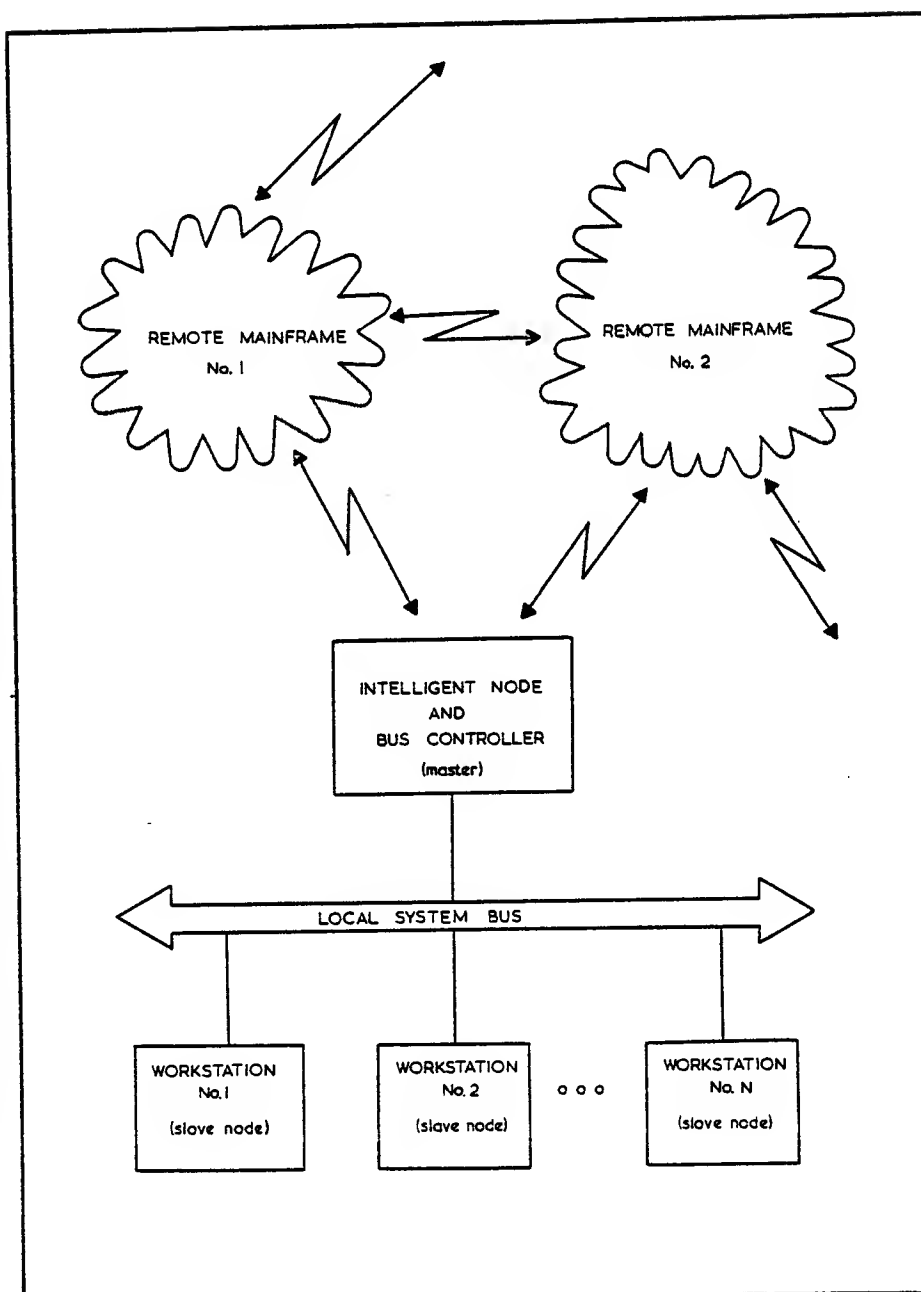 REMOTE MAINFRAME
No. 1
REMOTE MAINFRAME
No. 2
INTELLIGENT NODE
AND
BUS CONTROLLER
(master)
LOCAL SYSTEM BUS
WORKSTATION
No. 1
(slave node)
WORKSTATION
No. 2
(slave node)
WORKSTATION
No. N
(slave node)